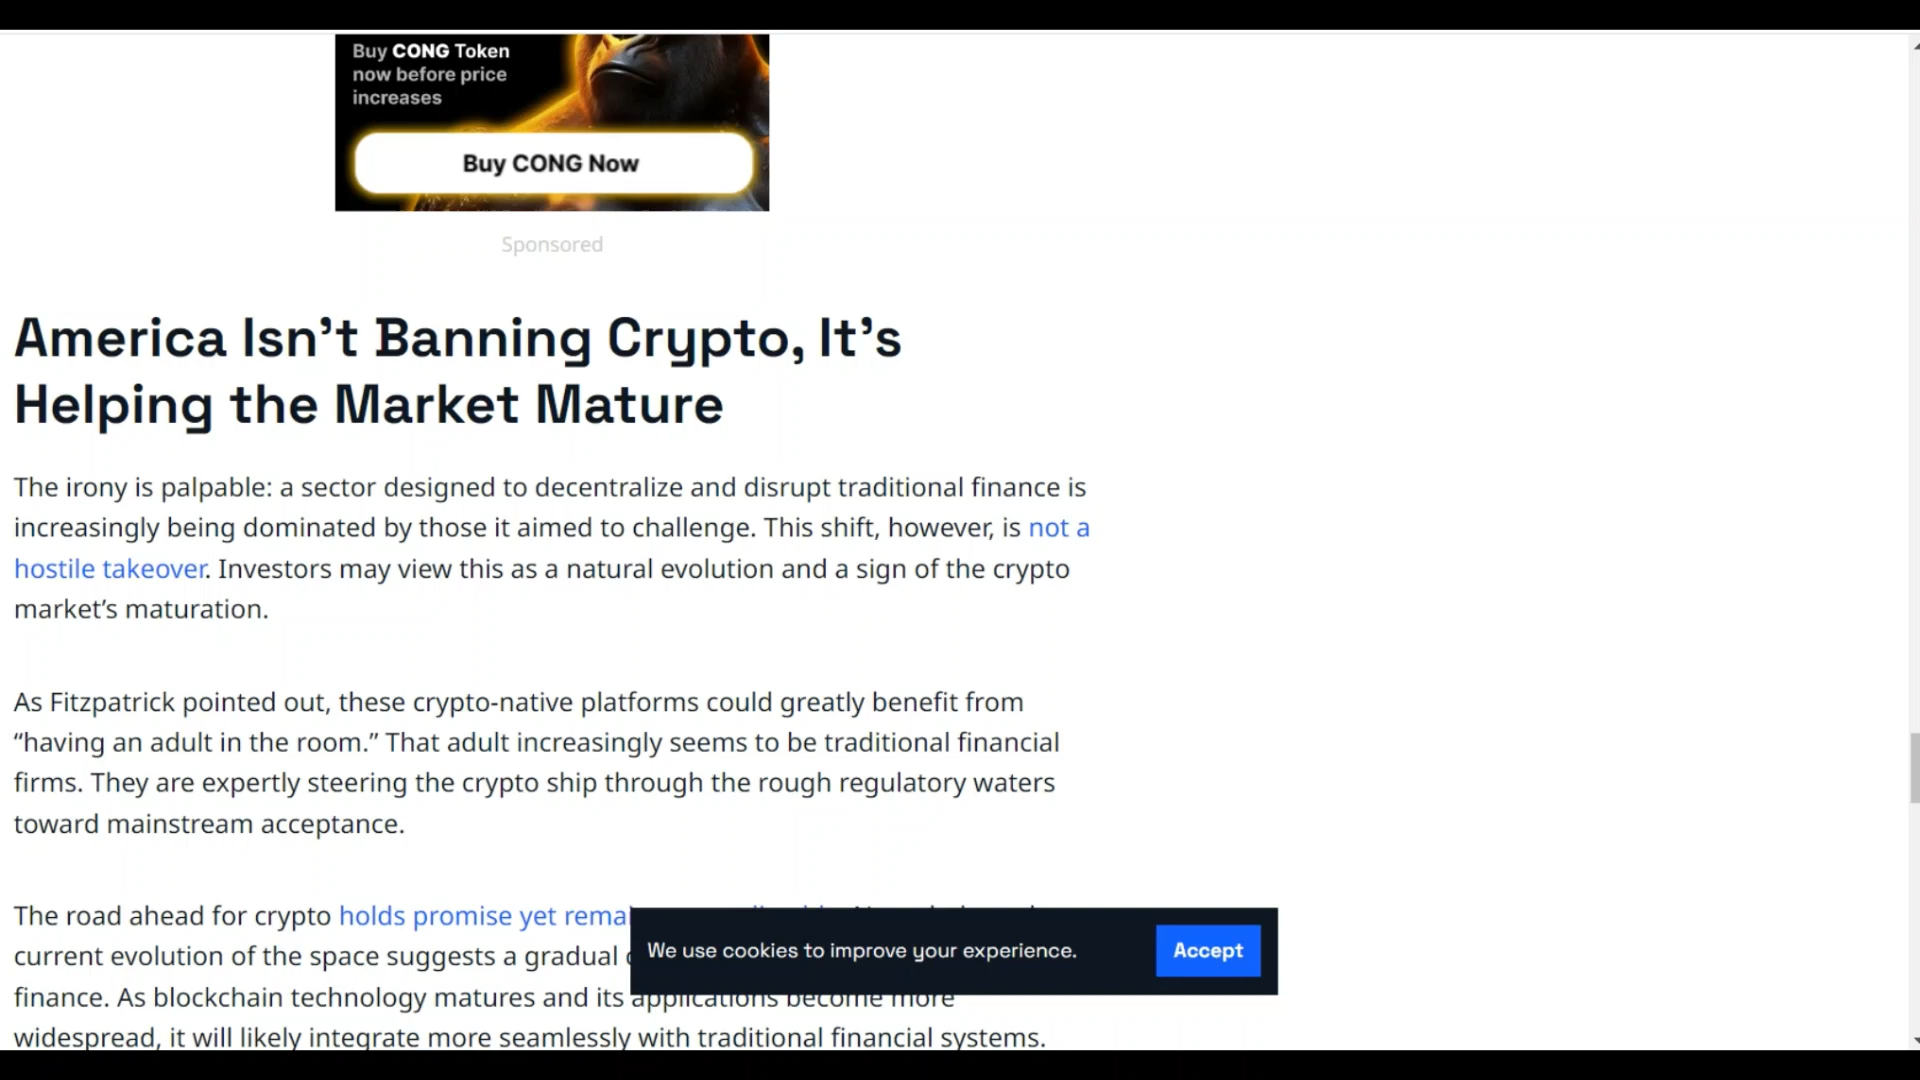 Buy CONG Token
now before price
increases
Buy CONG Now
Sponsored
America Isn’t Banning Crypto, It’s
Helping the Market Mature
The irony is palpable: a sector designed to decentralize and disrupt traditional finance is
increasingly being dominated by those it aimed to challenge. This shift, however, is not a
hostile takeover. Investors may view this as a natural evolution and a sign of the crypto
market’s maturation.
As Fitzpatrick pointed out, these crypto-native platforms could greatly benefit from
“having an adult in the room.” That adult increasingly seems to be traditional financial
firms. They are expertly steering the crypto ship through the rough regulatory waters
toward mainstream acceptance.
The road ahead for crypto holds promise yet
current evolution of the space suggests a gradual
We use cookies to improve your experience.
Accept
finance. As blockchain technology matures and its applications become more
widespread, it will likely integrate more seamlessly with traditional financial systems.